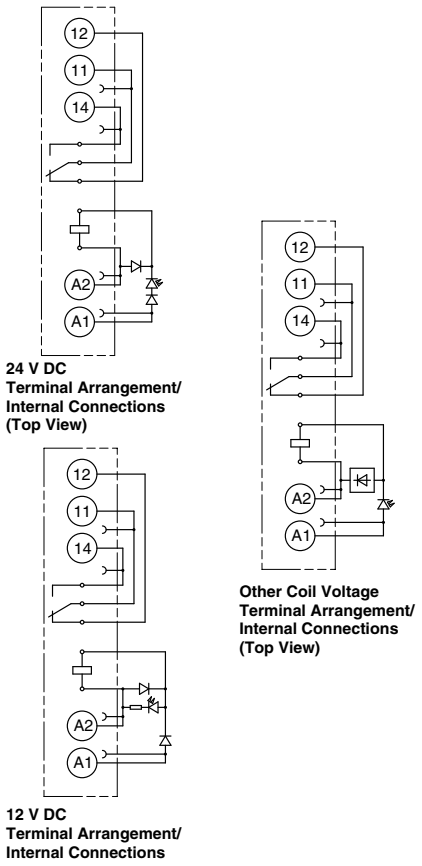 12
11
14
A2
A1
24 V DC
Terminal Arrangement/
Internal Connections
(Top View)
12
11
14
A2
A1
Other Coil Voltage
Terminal Arrangement/
Internal Connections
(Top View)
12
11
14
A2
A1
12 V DC
Terminal Arrangement/
Internal Connections